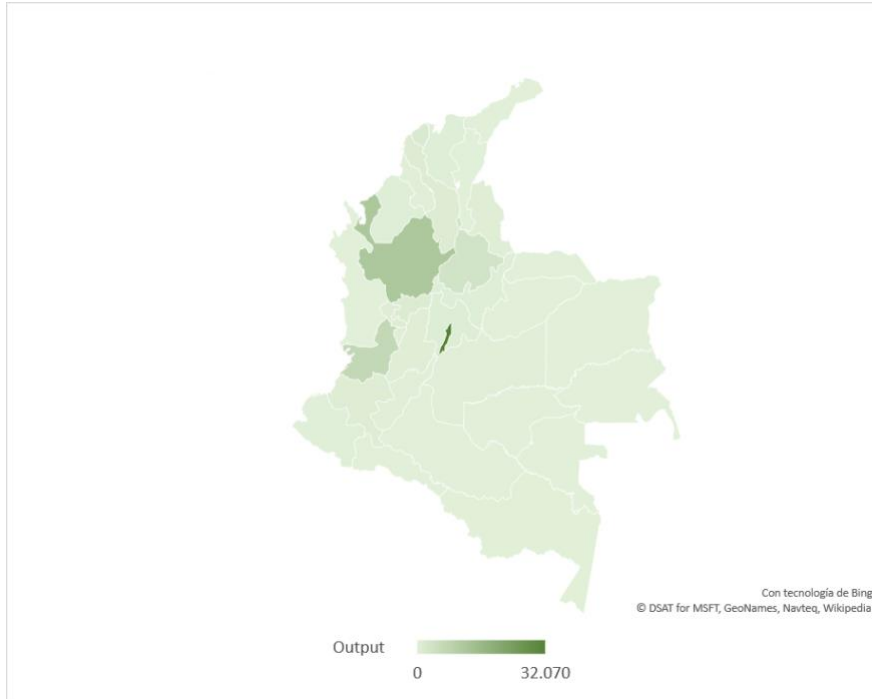 Con tecnología de Bing
© DSAT for MSFT, GeoNames, Navteq, Wikipedia
Output
0 32.070